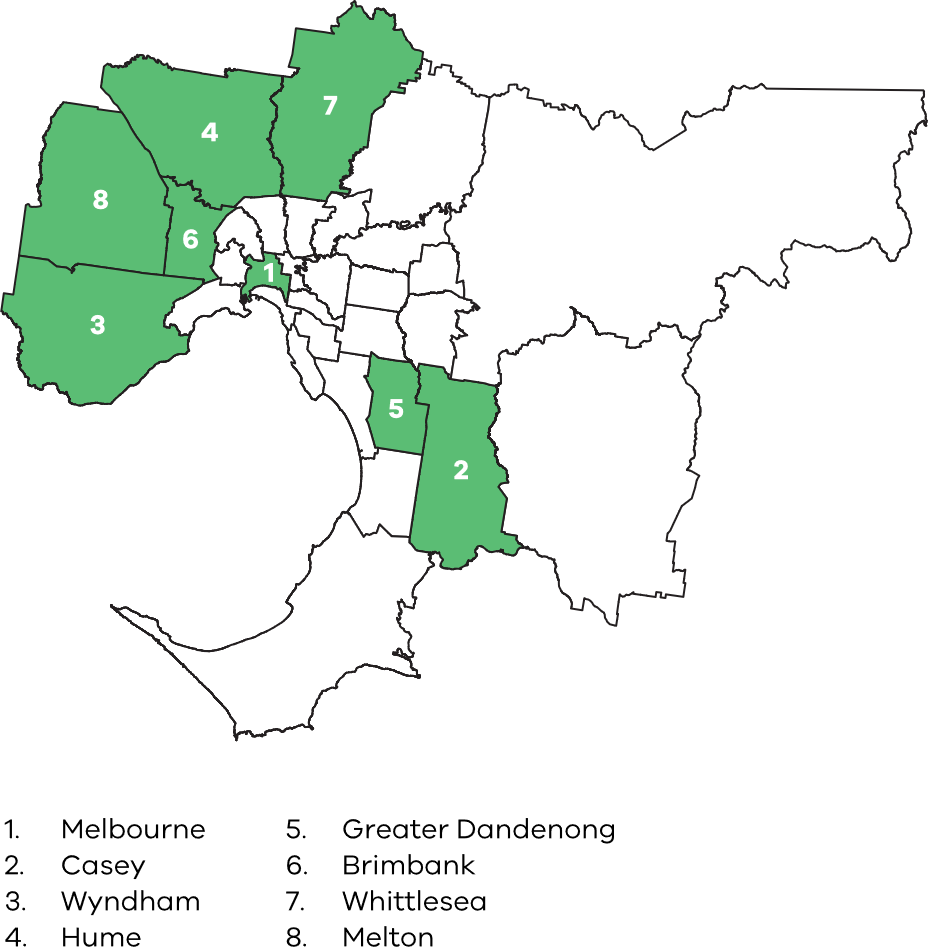 7
4
8
6
1
3
5
2
1. Melbourne
2. Casey
3. Wyndham
4. Hume
5. Greater Dandenong
6. Brimbank
7. Whittlesea
8. Melton